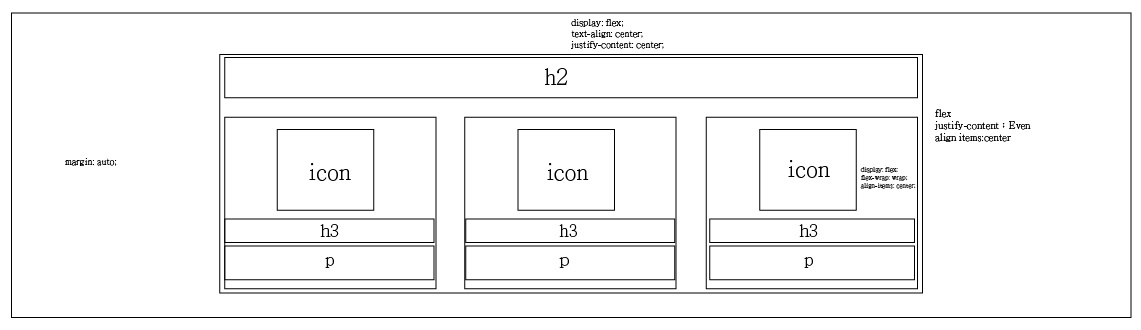 display: flex;
text-align: center;
justify-content: center;
h2
flex
justify-content : Even
align items:center
margin: auto;
icon
icon
icon
display: flex;
flex-wrap: wrap;
align-items: center;
h3
h3
h3
p
p
p